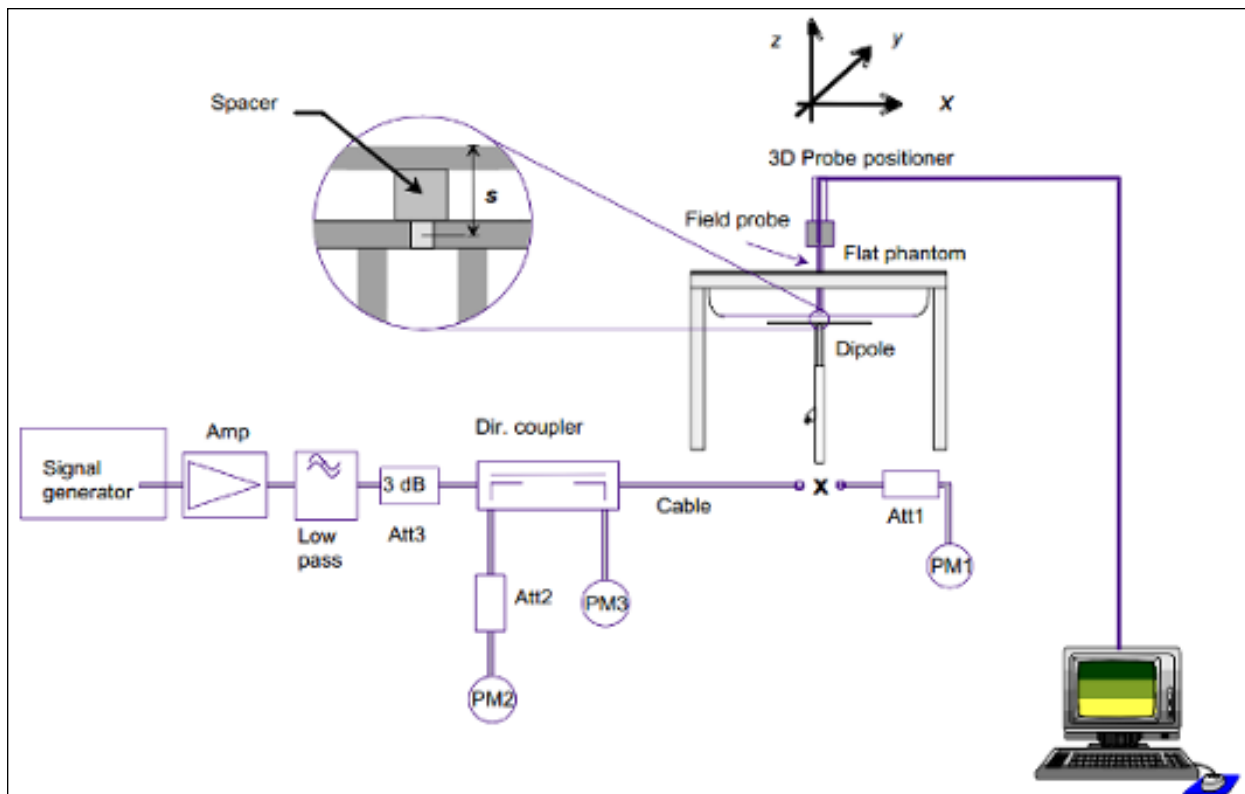 z
y
x
Spacer
s
3D Probe positioner
Field probe
Flat phantom
Dipole
Signal
generator
Amp
Low
pass
3 dB
Att3
Dir. coupler
Cable
x
Att1
PM1
Att2
PM3
PM2